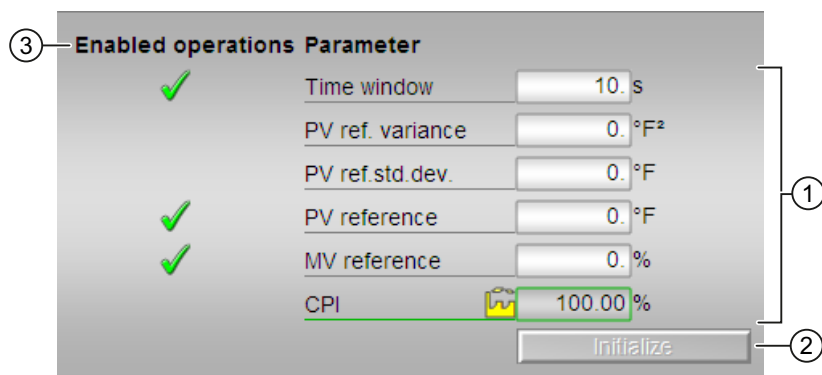 ③ Enabled operations Parameter
Time window 10. s
PV ref. variance 0. °F²
PV ref.std.dev. 0. °F
PV reference 0. °F
MV reference 0. %
CPI 100.00 %
①
Initialize ②